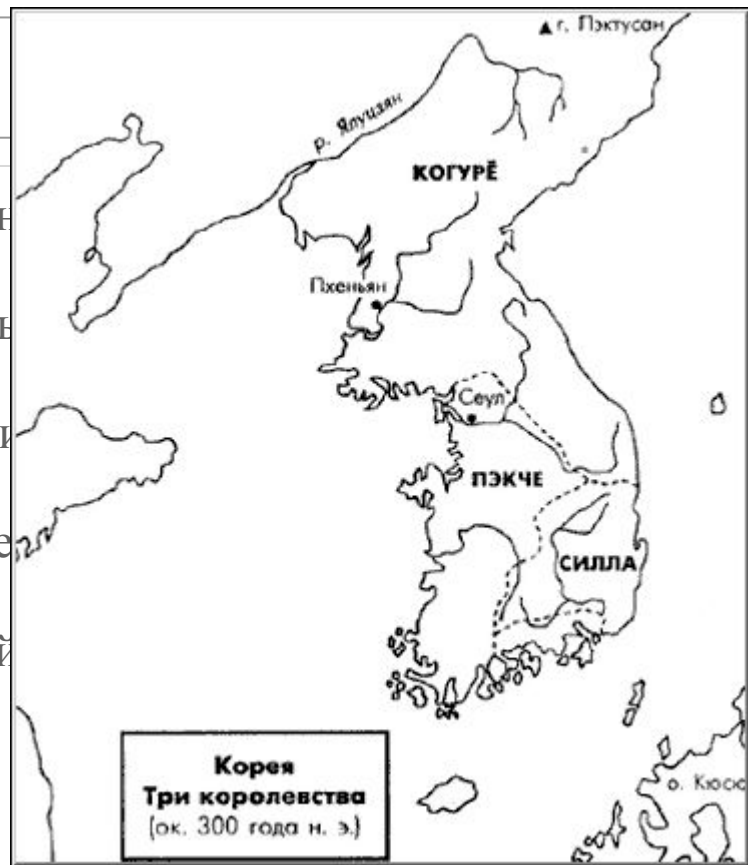 г. Пэктусан
р. Ялуцзян
КОГУРЁ
Пхеньян
Сеул
ПЭКЧЕ
СИЛЛА
о. Кюсю
Корея
Три королевства
(ок. 300 года н. э.)